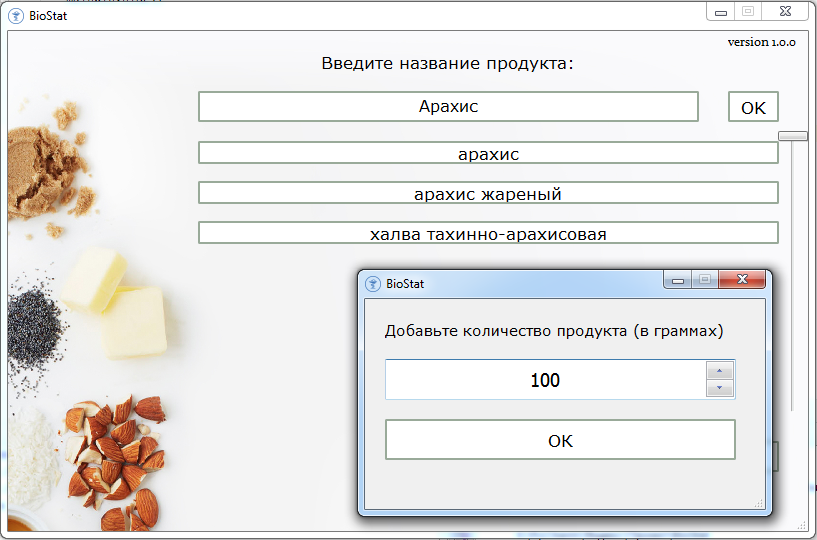 BioStat
version 1.0.0
Введите название продукта:
Арахис
OK
арахис
арахис жареный
халва тахинно-арахисовая
BioStat
Добавьте количество продукта (в граммах)
100
OK